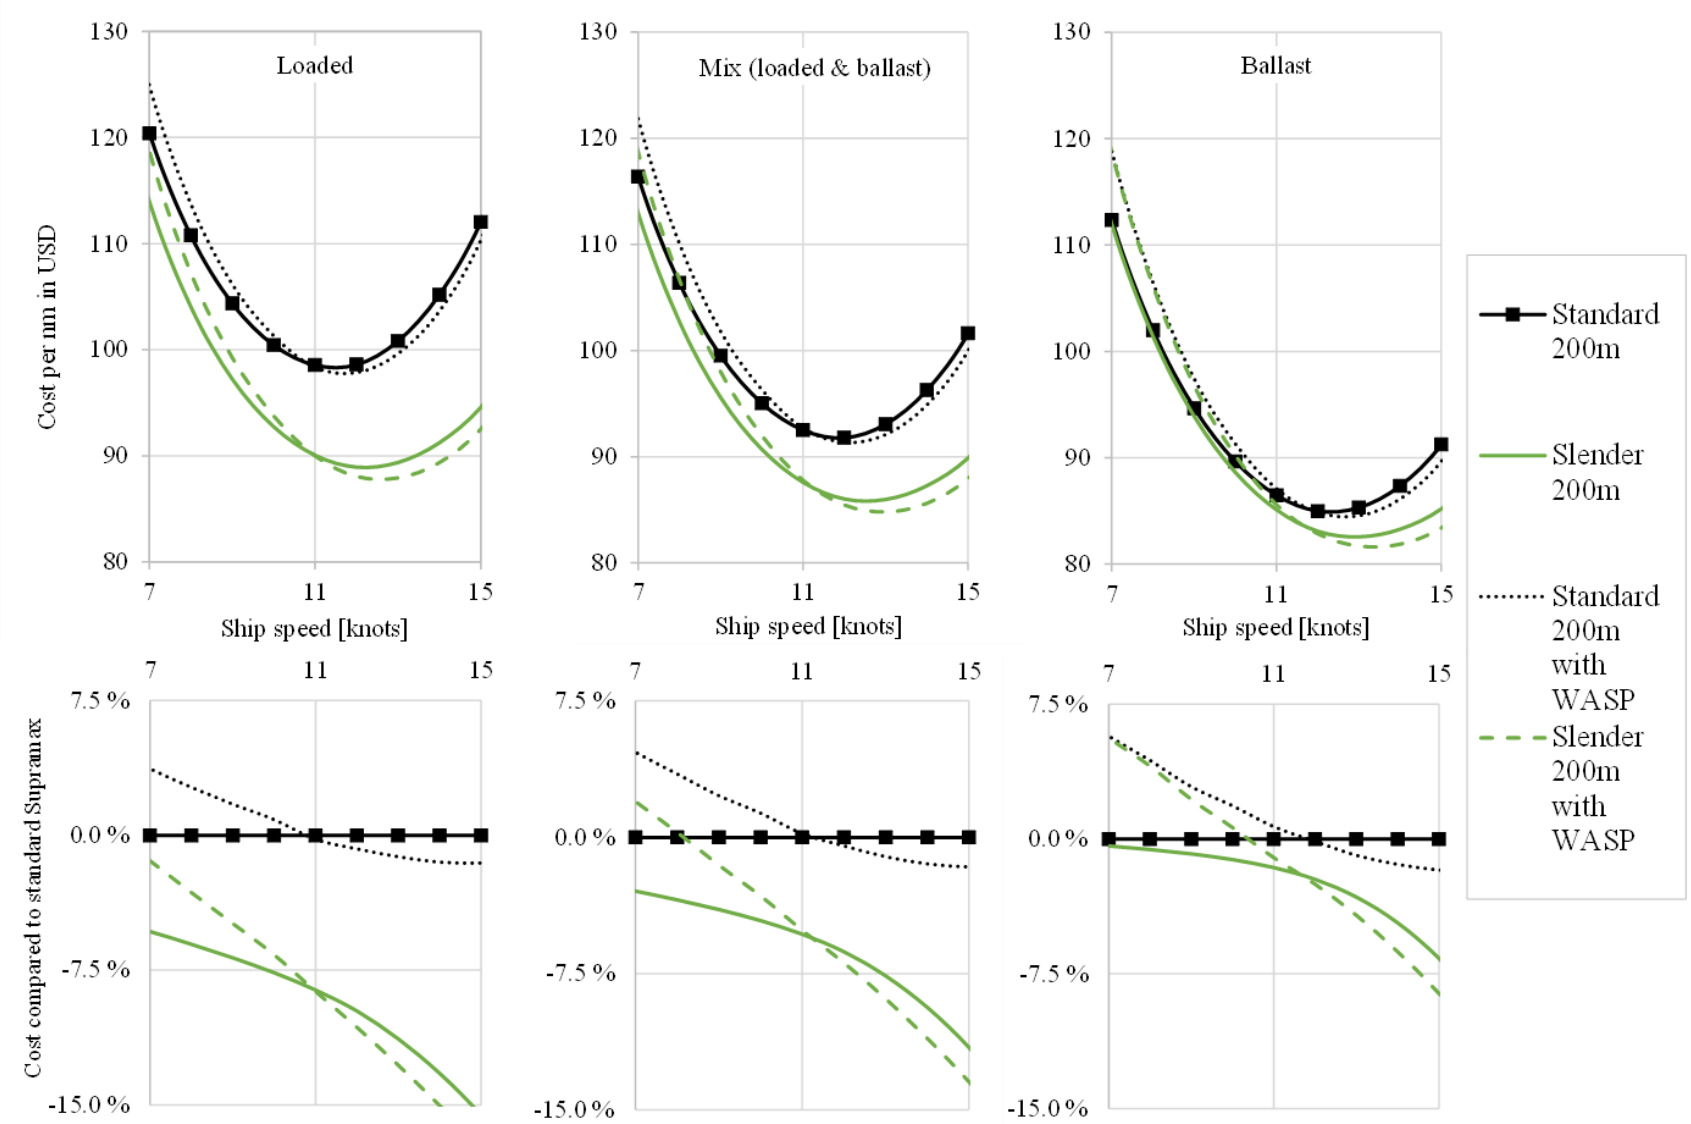 Loaded
Mix (loaded & ballast)
Ballast
Cost per nm in USD
130
120
110
100
90
80
7 11 15
Ship speed [knots]
130
120
110
100
90
80
7 11 15
Ship speed [knots]
130
120
110
100
90
80
7 11 15
Ship speed [knots]
Cost compared to standard Supramax
7 11 15
7.5 %
0.0 %
-7.5 %
-15.0 %
7 11 15
7.5 %
0.0 %
-7.5 %
-15.0 %
7 11 15
7.5 %
0.0 %
-7.5 %
-15.0 %
Standard
200m
Slender
200m
Standard
200m
with
WASP
Slender
200m
with
WASP